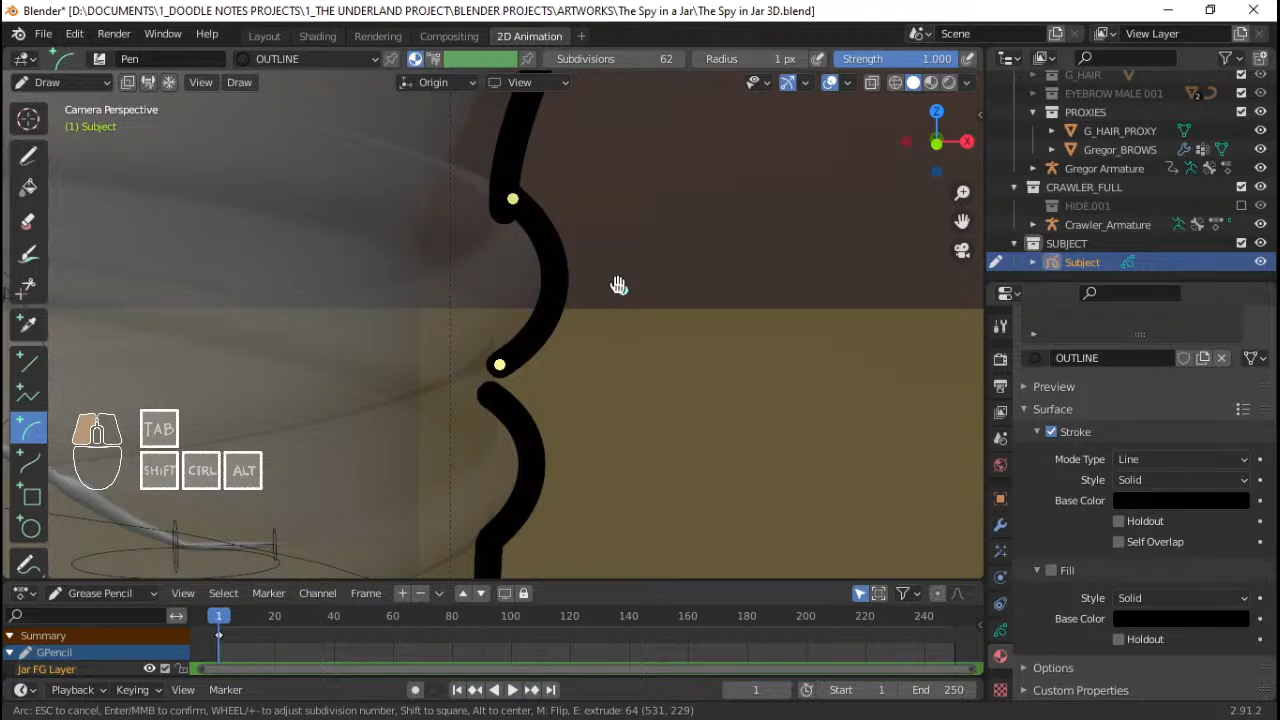 Blender* [D:\DOCUMENTS\1_DOODLE NOTES PROJECTS\1_THE UNDERLAND PROJECT\BLENDER PROJECTS\ARTWORKS\The Spy in a Jar\The Spy in Jar 3D.blend]
File Edit Render Window Help Layout Shading Rendering Compositing 2D Animation Scene View Layer
Pen OUTLINE Subdivisions 62 Radius 1 px Strength 1.000
Draw View Draw Origin View
G_HAIR
EYEBROW MALE 001 2
PROXIES
G_HAIR_PROXY
Gregor_BROWS
Gregor Armature
CRAWLER_FULL
HIDE.001
Crawler_Armature
SUBJECT
Subject
Camera Perspective
(1) Subject
Z
X
TAB
SHIFT CTRL ALT
OUTLINE
Preview
Surface
Stroke
Mode Type Line
Style Solid
Base Color
Holdout
Self Overlap
Fill
Style Solid
Base Color
Holdout
Options
Custom Properties
Grease Pencil View Select Marker Channel Frame
1 20 40 60 80 100 120 140 160 180 200 220 240
Summary
GPencil
Jar FG Layer
Playback Keying View Marker 1 Start 1 End 250
Arc: ESC to cancel, Enter/MMB to confirm, WHEEL/+- to adjust subdivision number, Shift to square, Alt to center, M: Flip, E: extrude: 64 (531, 229) 2.91.2